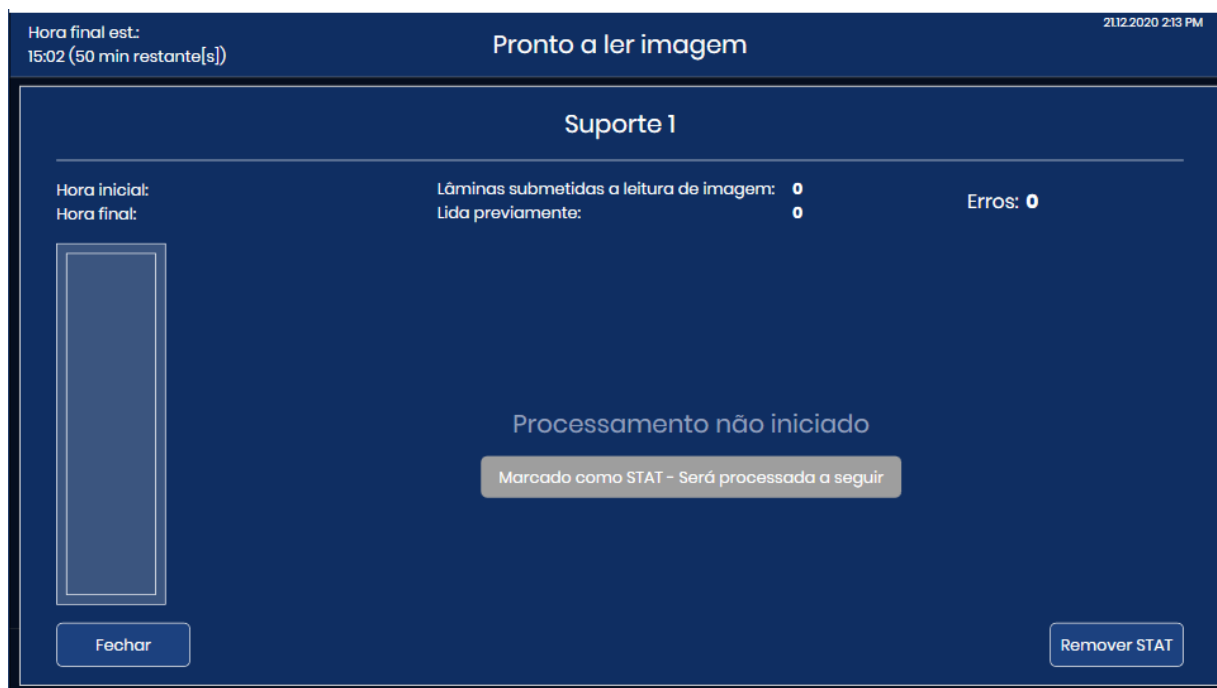 Hora final est.:
15:02 (50 min restante[s])
Pronto a ler imagem
21.12.2020 2:13 PM
Suporte 1
Hora inicial:
Hora final:
Lâminas submetidas a leitura de imagem: 0
Lida previamente: 0
Erros: 0
Processamento não iniciado
Marcado como STAT - Será processada a seguir
Fechar
Remover STAT